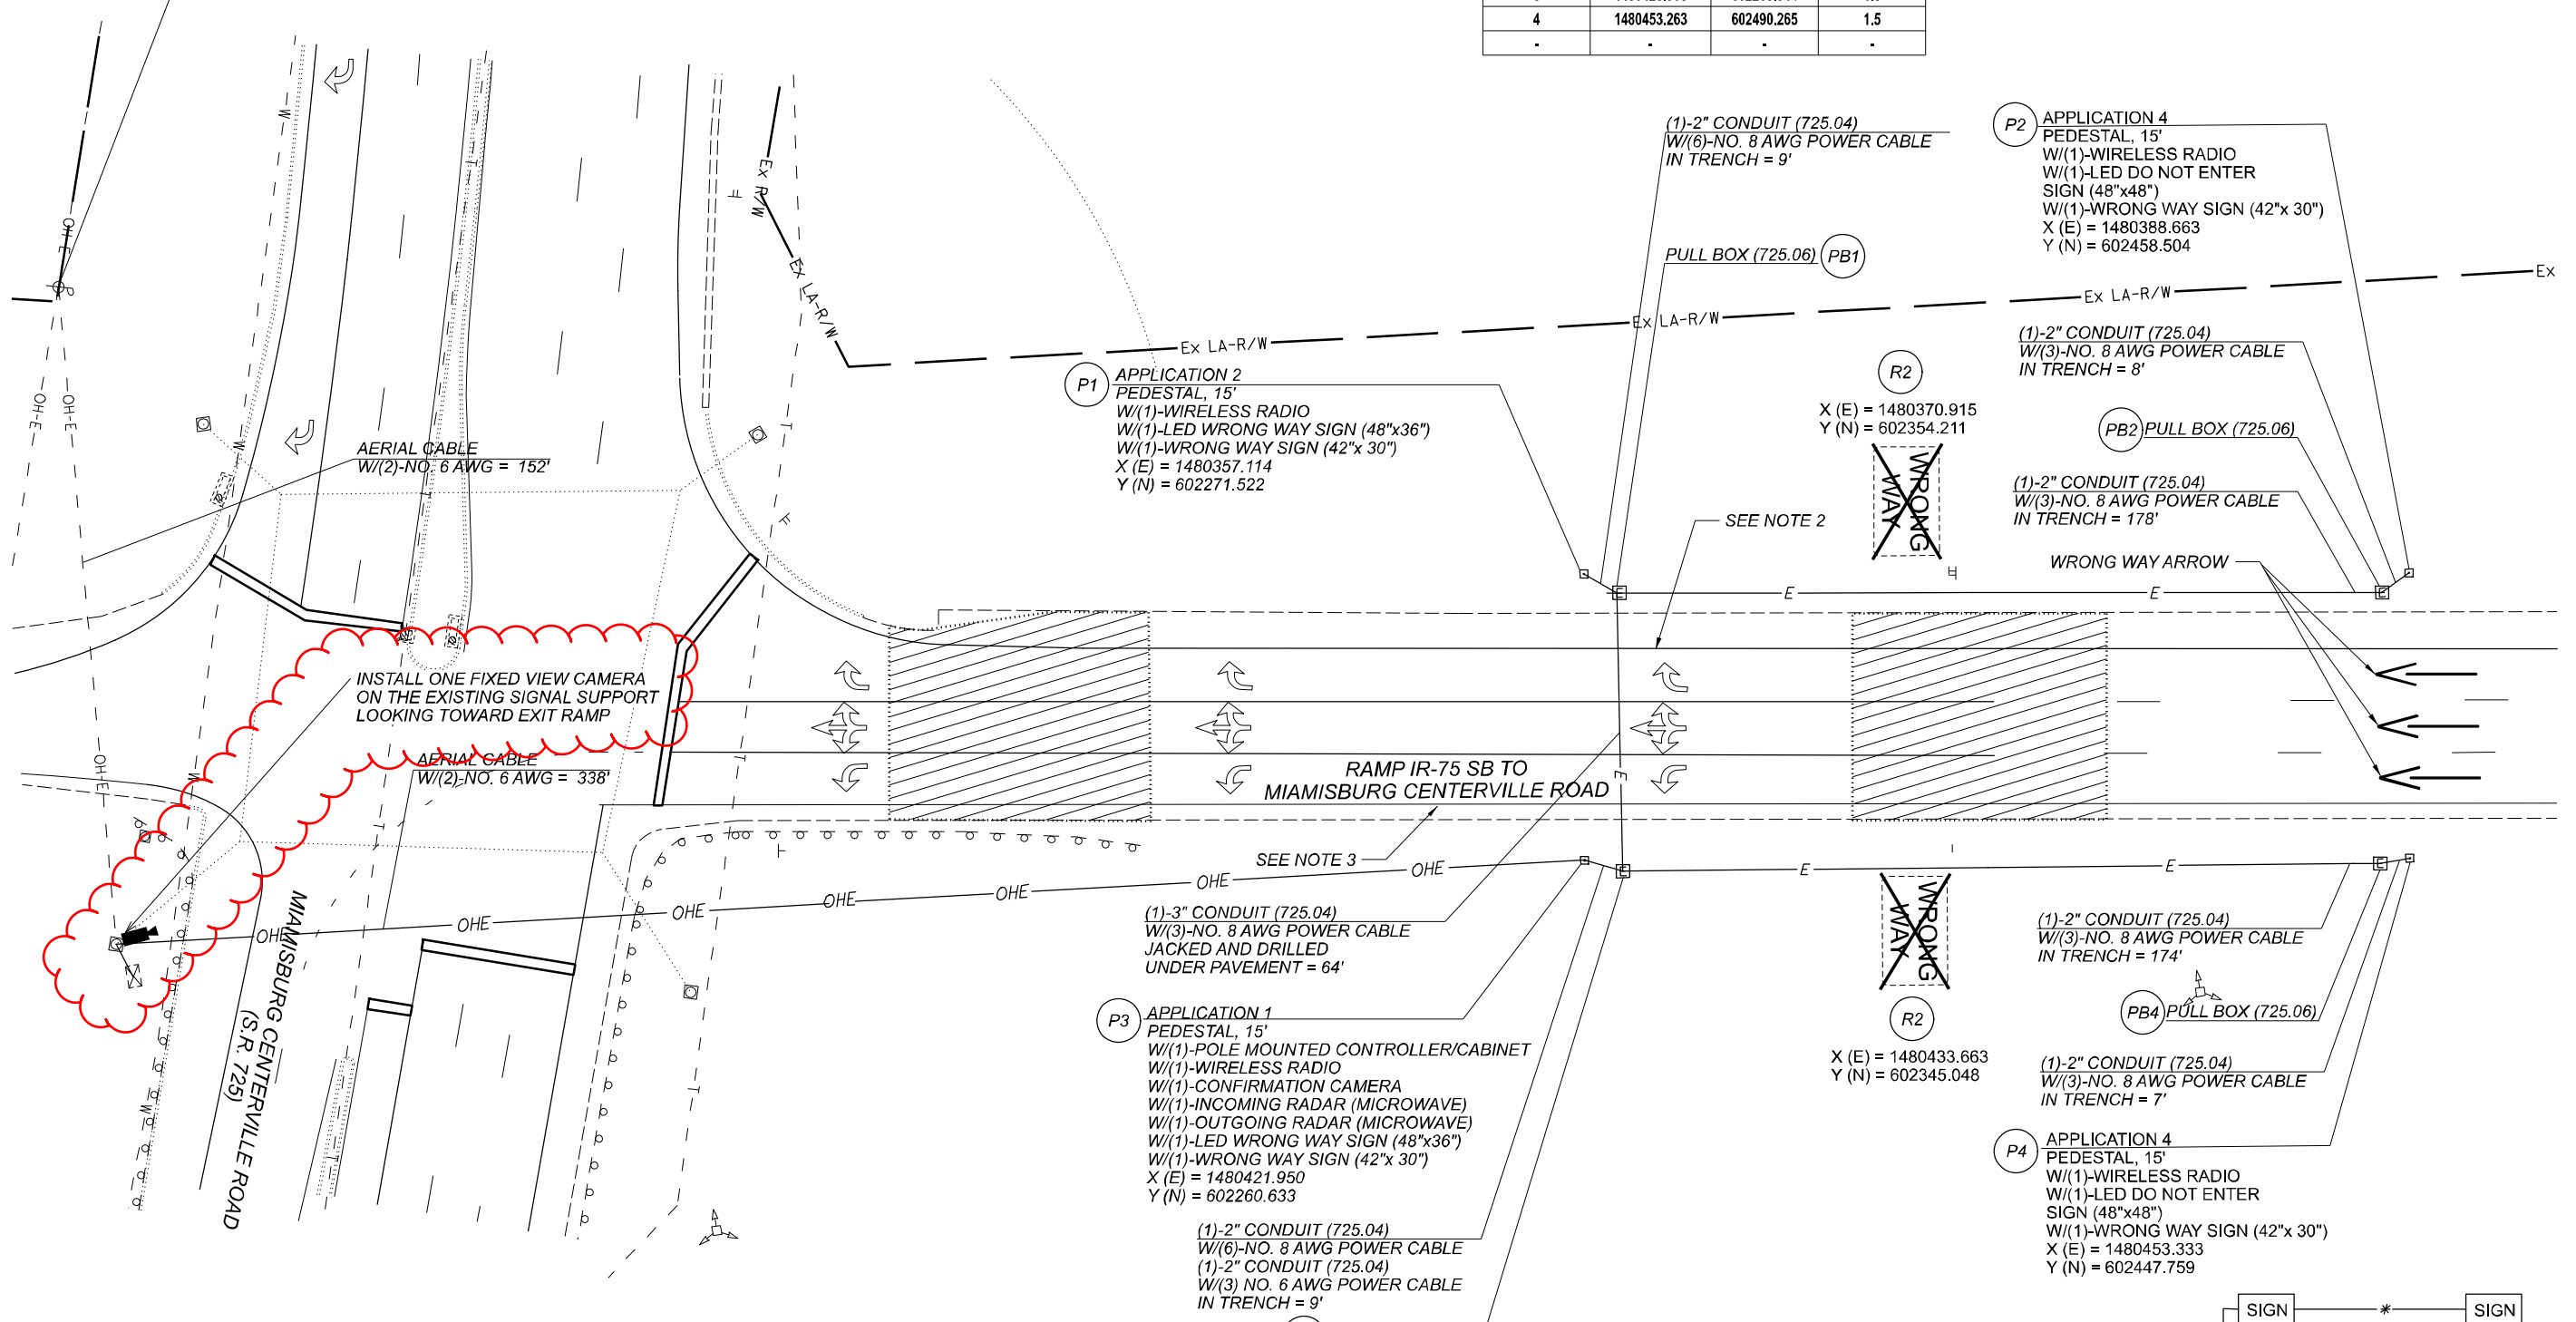 4 1480453.263 602490.265 1.5
- - - -
(1)-2" CONDUIT (725.04)
W/(6)-NO. 8 AWG POWER CABLE
IN TRENCH = 9'
P2 APPLICATION 4
PEDESTAL, 15'
W/(1)-WIRELESS RADIO
W/(1)-LED DO NOT ENTER
SIGN (48"x48")
W/(1)-WRONG WAY SIGN (42"x 30")
X (E) = 1480388.663
Y (N) = 602458.504
PULL BOX (725.06) PB1
W
T
Ex R/W
Ex LA-R/W
Ex LA-R/W
Ex LA-R/W
Ex LA-R/W
Ex
OH-E
OH-E
OH-E
OH-E
W
W
T
T
P1 APPLICATION 2
PEDESTAL, 15'
W/(1)-WIRELESS RADIO
W/(1)-LED WRONG WAY SIGN (48"x36")
W/(1)-WRONG WAY SIGN (42"x 30")
X (E) = 1480357.114
Y (N) = 602271.522
R2
X (E) = 1480370.915
Y (N) = 602354.211
WRONG
WAY
(1)-2" CONDUIT (725.04)
W/(3)-NO. 8 AWG POWER CABLE
IN TRENCH = 8'
PB2 PULL BOX (725.06)
(1)-2" CONDUIT (725.04)
W/(3)-NO. 8 AWG POWER CABLE
IN TRENCH = 178'
WRONG WAY ARROW
AERIAL CABLE
W/(2)-NO. 6 AWG = 152'
SEE NOTE 2
E
E
E
E
INSTALL ONE FIXED VIEW CAMERA
ON THE EXISTING SIGNAL SUPPORT
LOOKING TOWARD EXIT RAMP
AERIAL CABLE
W/(2)-NO. 6 AWG = 338'
RAMP IR-75 SB TO
MIAMISBURG CENTERVILLE ROAD
E
SEE NOTE 3
OHE
OHE
OHE
OHE
OHE
OHE
OHE
E
E
E
E
MIAMISBURG CENTERVILLE ROAD
(S.R. 725)
(1)-3" CONDUIT (725.04)
W/(3)-NO. 8 AWG POWER CABLE
JACKED AND DRILLED
UNDER PAVEMENT = 64'
WRONG
WAY
R2
X (E) = 1480433.663
Y (N) = 602345.048
(1)-2" CONDUIT (725.04)
W/(3)-NO. 8 AWG POWER CABLE
IN TRENCH = 174'
PB4 PULL BOX (725.06)
(1)-2" CONDUIT (725.04)
W/(3)-NO. 8 AWG POWER CABLE
IN TRENCH = 7'
P3 APPLICATION 1
PEDESTAL, 15'
W/(1)-POLE MOUNTED CONTROLLER/CABINET
W/(1)-WIRELESS RADIO
W/(1)-CONFIRMATION CAMERA
W/(1)-INCOMING RADAR (MICROWAVE)
W/(1)-OUTGOING RADAR (MICROWAVE)
W/(1)-LED WRONG WAY SIGN (48"x36")
W/(1)-WRONG WAY SIGN (42"x 30")
X (E) = 1480421.950
Y (N) = 602260.633
P4 APPLICATION 4
PEDESTAL, 15'
W/(1)-WIRELESS RADIO
W/(1)-LED DO NOT ENTER
SIGN (48"x48")
W/(1)-WRONG WAY SIGN (42"x 30")
X (E) = 1480453.333
Y (N) = 602447.759
(1)-2" CONDUIT (725.04)
W/(6)-NO. 8 AWG POWER CABLE
(1)-2" CONDUIT (725.04)
W/(3) NO. 6 AWG POWER CABLE
IN TRENCH = 9'
SIGN * SIGN